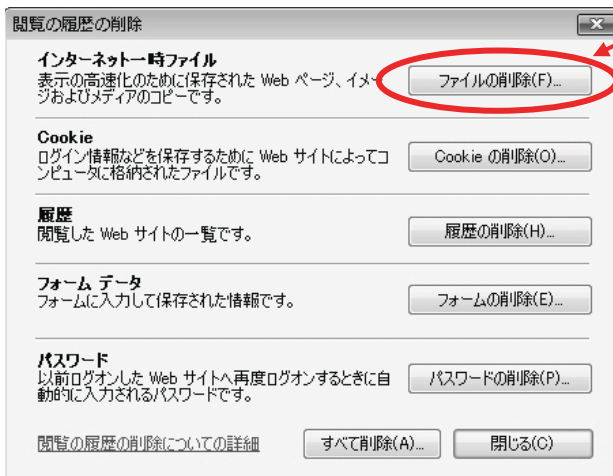 閲覧の履歴の削除
インターネット一時ファイル
表示の高速化のために保存された Web ページ、イメー
ジおよびメディアのコピーです。
ファイルの削除(F)...
Cookie
ログイン情報などを保存するために Web サイトによってコ
ンピュータに格納されたファイルです。
Cookie の削除(O)...
履歴
閲覧した Web サイトの一覧です。
履歴の削除(H)...
フォーム データ
フォームに入力して保存された情報です。
フォームの削除(E)...
パスワード
以前ログオンした Web サイトへ再度ログオンするときに自
動的に入力されるパスワードです。
パスワードの削除(P)...
閲覧の履歴の削除についての詳細
すべて削除(A)...
閉じる(C)